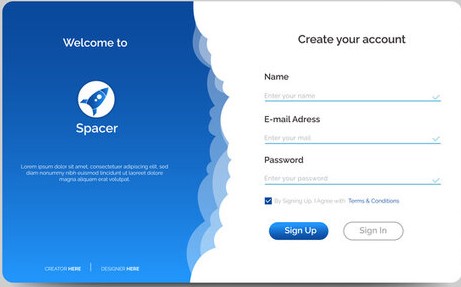 Welcome to
Spacer
Lorem ipsum dolor sit amet, consectetuer adipiscing elit, sed
diam nonummy nibh euismod tincidunt ut laoreet dolore
magna aliquam erat volutpat.
CREATOR HERE
DESIGNER HERE
Create your account
Name
Enter your name
E-mail Adress
Enter your mail
Password
Enter your password
By Signing Up, I Agree with Terms & Conditions
Sign Up
Sign In